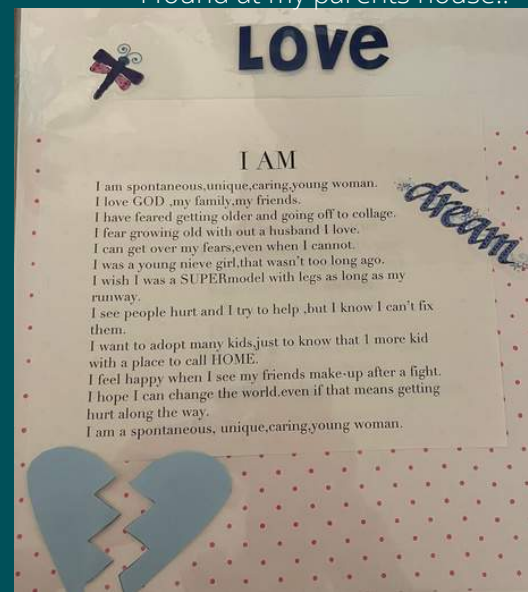 I found at my parents house..
LOVE
I AM
I am spontaneous,unique,caring,young woman.
I love GOD ,my family,my friends.
I have feared getting older and going off to collage.
I fear growing old with out a husband I love.
I can get over my fears,even when I cannot.
I was a young nieve girl,that wasn't too long ago.
I wish I was a SUPERmodel with legs as long as my
runway.
I see people hurt and I try to help ,but I know I can't fix
them.
I want to adopt many kids,just to know that 1 more kid
with a place to call HOME.
I feel happy when I see my friends make-up after a fight.
I hope I can change the world.even if that means getting
hurt along the way.
I am a spontaneous, unique,caring,young woman.
dream